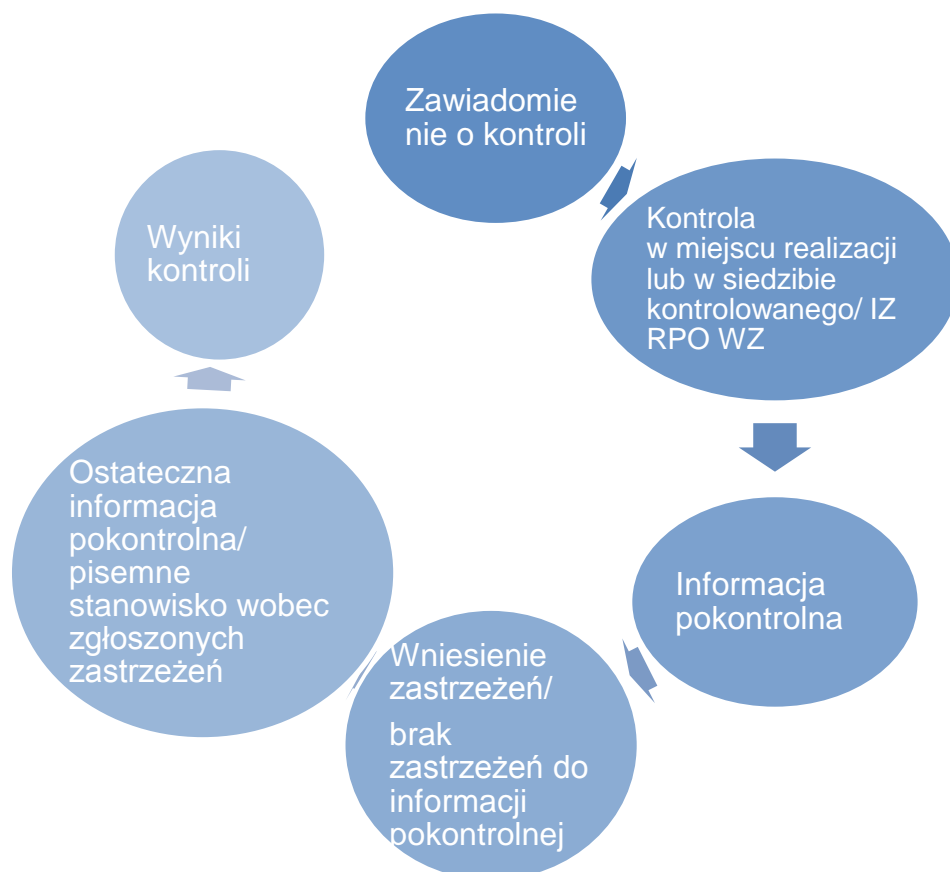 Zawiadomie
nie o kontroli
Kontrola
w miejscu realizacji
lub w siedzibie
kontrolowanego/ IZ
RPO WZ
Informacja
pokontrolna
Wniesienie
zastrzeżeń/
brak
zastrzeżeń do
informacji
pokontrolnej
Ostateczna
informacja
pokontrolna/
pisemne
stanowisko wobec
zgłoszonych
zastrzeżeń
Wyniki
kontroli